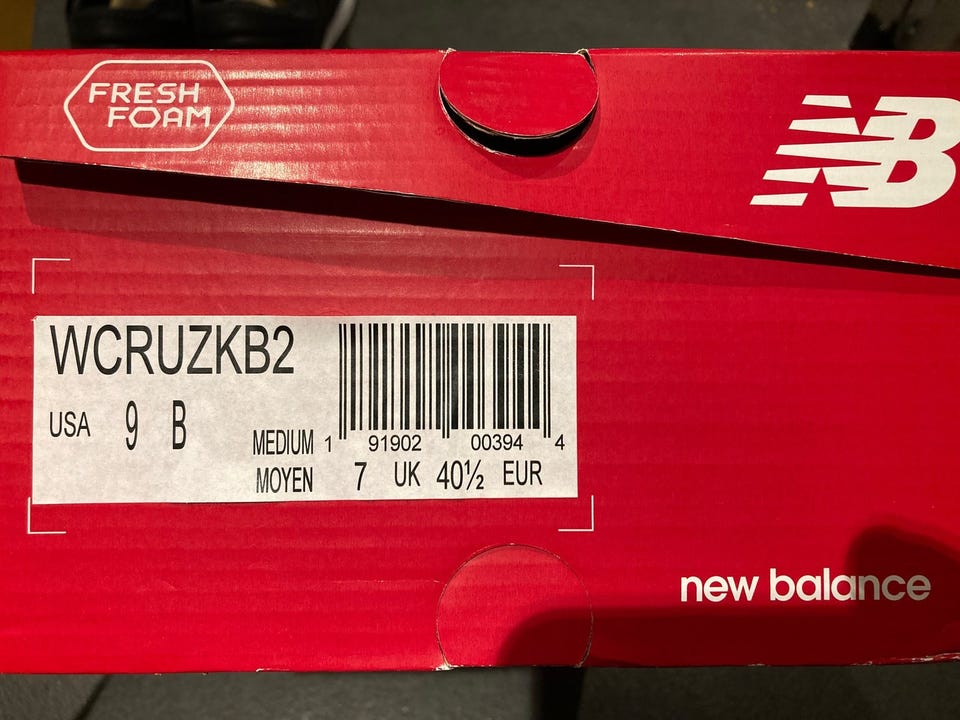 FRESH
FOAM
NB
WCRUZKB2
USA 9 B
MEDIUM 1 91902 00394 4
MOYEN 7 UK 40½ EUR
new balance